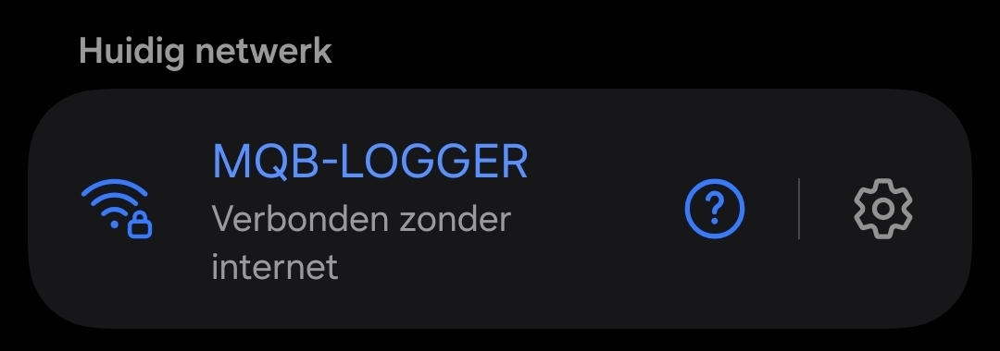 Huidig netwerk
MQB-LOGGER
Verbonden zonder
internet